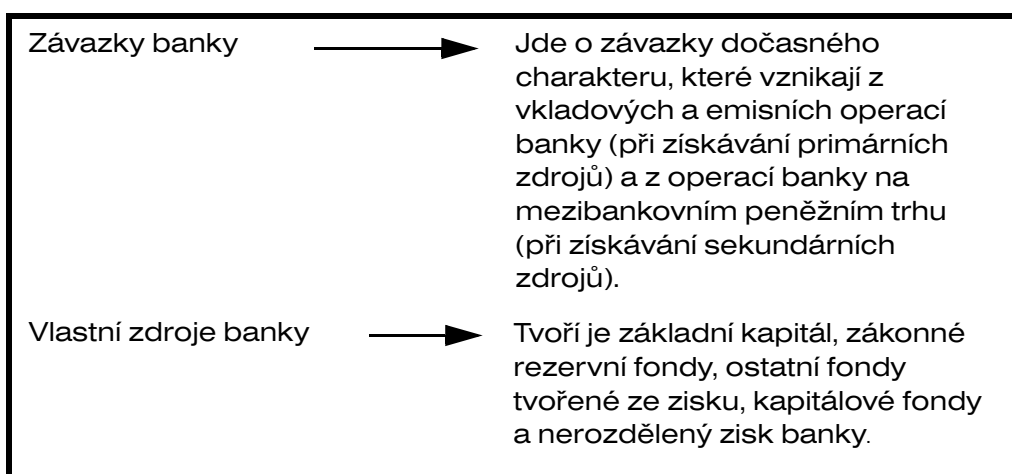 Závazky banky
Jde o závazky dočasného
charakteru, které vznikají z
vkladových a emisních operací
banky (při získávání primárních
zdrojů) a z operací banky na
mezibankovním peněžním trhu
(při získávání sekundárních
zdrojů).
Vlastní zdroje banky
Tvoří je základní kapitál, zákonné
rezervní fondy, ostatní fondy
tvořené ze zisku, kapitálové fondy
a nerozdělený zisk banky.